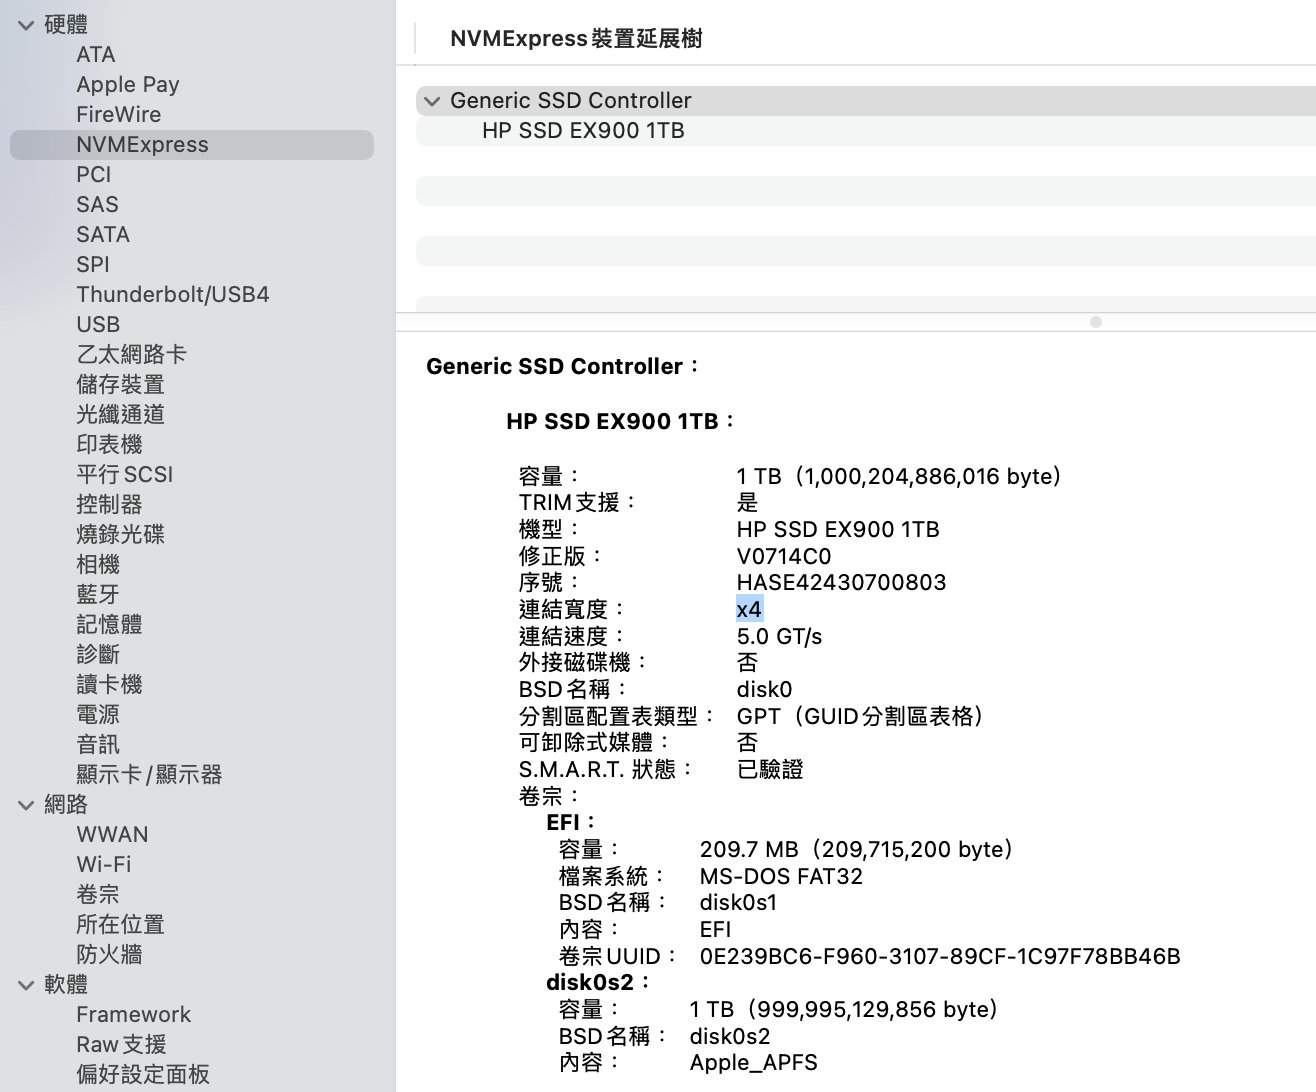 硬體
ATA
Apple Pay
FireWire
NVMExpress
PCI
SAS
SATA
SPI
Thunderbolt/USB4
USB
乙太網路卡
儲存裝置
光纖通道
印表機
平行 SCSI
控制器
燒錄光碟
相機
藍牙
記憶體
診斷
讀卡機
電源
音訊
顯示卡/顯示器
網路
WWAN
Wi-Fi
卷宗
所在位置
防火牆
軟體
Framework
Raw 支援
偏好設定面板
NVMExpress 裝置延展樹
Generic SSD Controller
HP SSD EX900 1TB
Generic SSD Controller：
HP SSD EX900 1TB：
容量： 1 TB（1,000,204,886,016 byte）
TRIM 支援： 是
機型： HP SSD EX900 1TB
修正版： V0714C0
序號： HASE42430700803
連結寬度： x4
連結速度： 5.0 GT/s
外接磁碟機： 否
BSD 名稱： disk0
分割區配置表類型： GPT（GUID 分割區表格）
可卸除式媒體： 否
S.M.A.R.T. 狀態： 已驗證
卷宗：
EFI：
容量： 209.7 MB（209,715,200 byte）
檔案系統： MS-DOS FAT32
BSD 名稱： disk0s1
內容： EFI
卷宗 UUID： 0E239BC6-F960-3107-89CF-1C97F78BB46B
disk0s2：
容量： 1 TB（999,995,129,856 byte）
BSD 名稱： disk0s2
內容： Apple_APFS